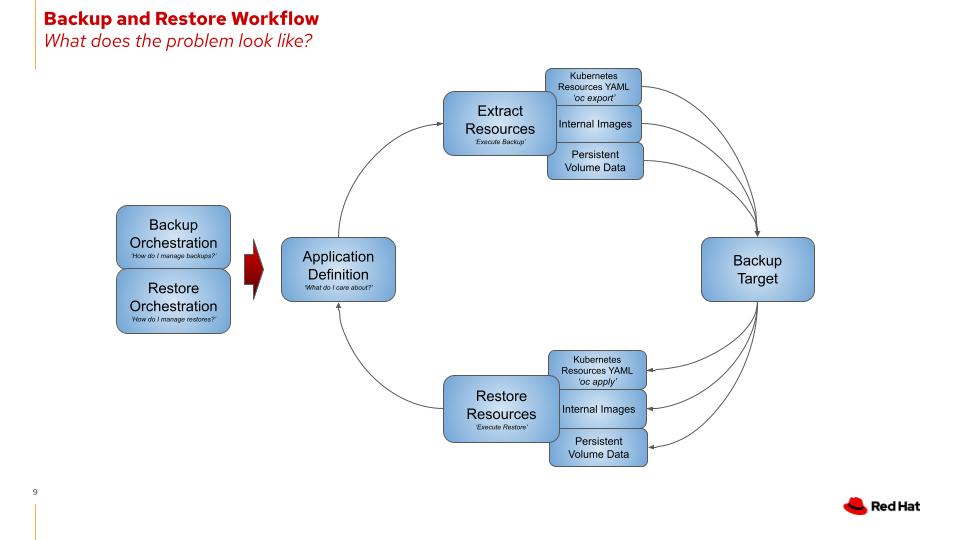 Backup and Restore Workflow
What does the problem look like?
Kubernetes
Resources YAML
'oc export'
Extract
Resources
'Execute Backup'
Internal Images
Persistent
Volume Data
Backup
Orchestration
'How do I manage backups?'
Restore
Orchestration
'How do I manage restores?'
Application
Definition
'What do I care about?'
Backup
Target
Kubernetes
Resources YAML
'oc apply'
Restore
Resources
'Execute Restore'
Internal Images
Persistent
Volume Data
9
Red Hat